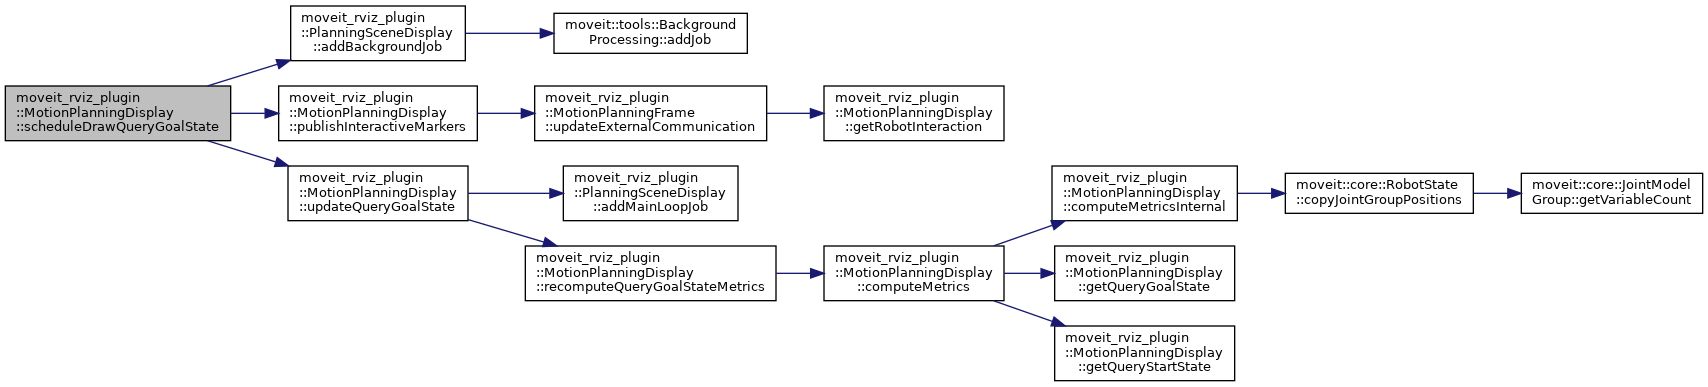 moveit_rviz_plugin
::PlanningSceneDisplay
::addBackgroundJob
moveit::tools::Background
Processing::addJob
moveit_rviz_plugin
::MotionPlanningDisplay
::scheduleDrawQueryGoalState
moveit_rviz_plugin
::MotionPlanningDisplay
::publishInteractiveMarkers
moveit_rviz_plugin
::MotionPlanningFrame
::updateExternalCommunication
moveit_rviz_plugin
::MotionPlanningDisplay
::getRobotInteraction
moveit_rviz_plugin
::MotionPlanningDisplay
::updateQueryGoalState
moveit_rviz_plugin
::PlanningSceneDisplay
::addMainLoopJob
moveit_rviz_plugin
::MotionPlanningDisplay
::computeMetricsInternal
moveit::core::RobotState
::copyJointGroupPositions
moveit::core::JointModel
Group::getVariableCount
moveit_rviz_plugin
::MotionPlanningDisplay
::recomputeQueryGoalStateMetrics
moveit_rviz_plugin
::MotionPlanningDisplay
::computeMetrics
moveit_rviz_plugin
::MotionPlanningDisplay
::getQueryGoalState
moveit_rviz_plugin
::MotionPlanningDisplay
::getQueryStartState